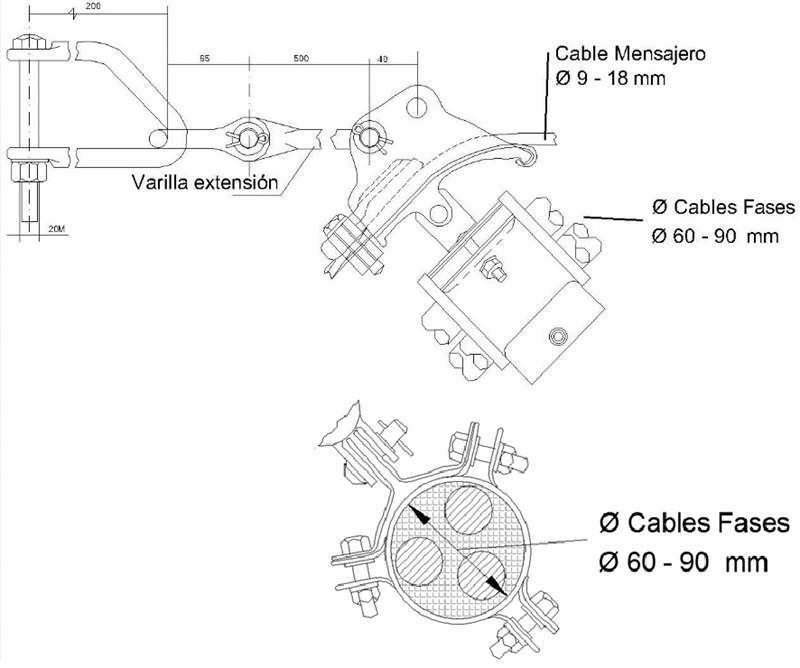 200
65
500
40
Cable Mensajero
Ø 9 - 18 mm
Varilla extensión
Ø Cables Fases
Ø 60 - 90 mm
20M
Ø Cables Fases
Ø 60 - 90 mm